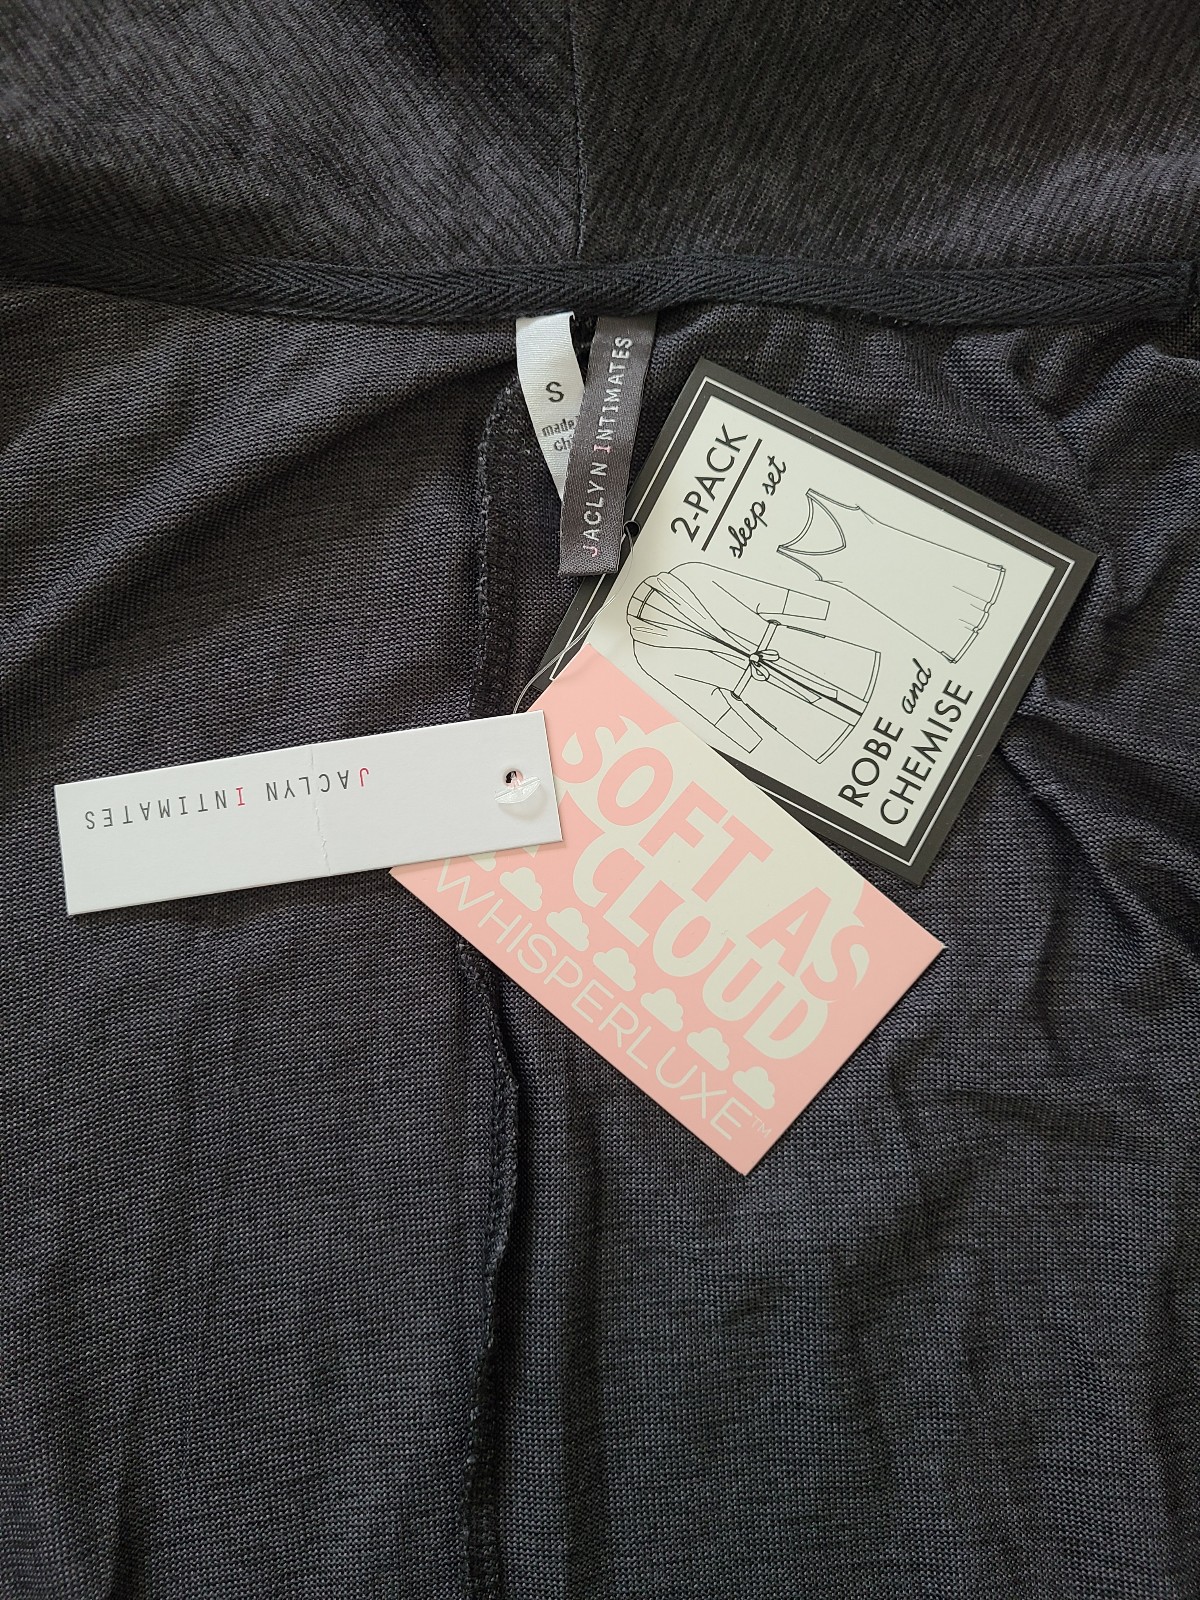 S
made
JACLYN INTIMATES
2-PACK
sleep set
ROBE and
CHEMISE
JACLYN INTIMATES
SOFT AS
CLOUD
WHISPERLUXE™